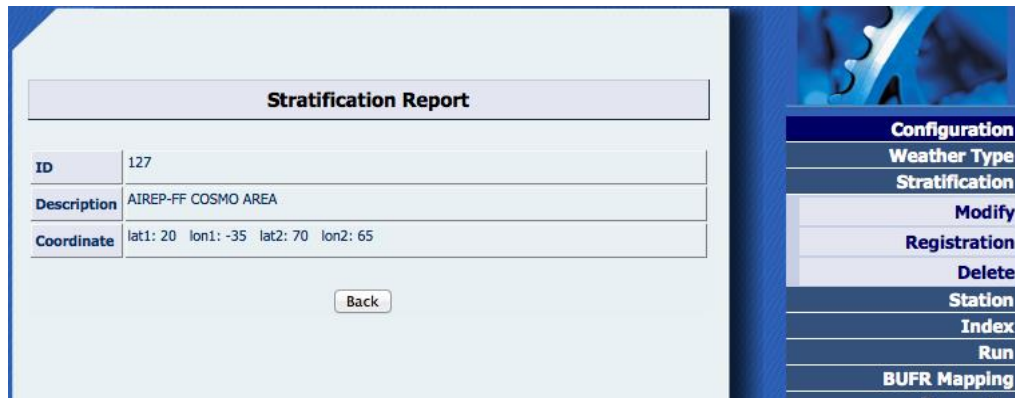 Stratification Report
ID 127
Description AIREP-FF COSMO AREA
Coordinate lat1: 20 lon1: -35 lat2: 70 lon2: 65
Back
Configuration
Weather Type
Stratification
Modify
Registration
Delete
Station
Index
Run
BUFR Mapping